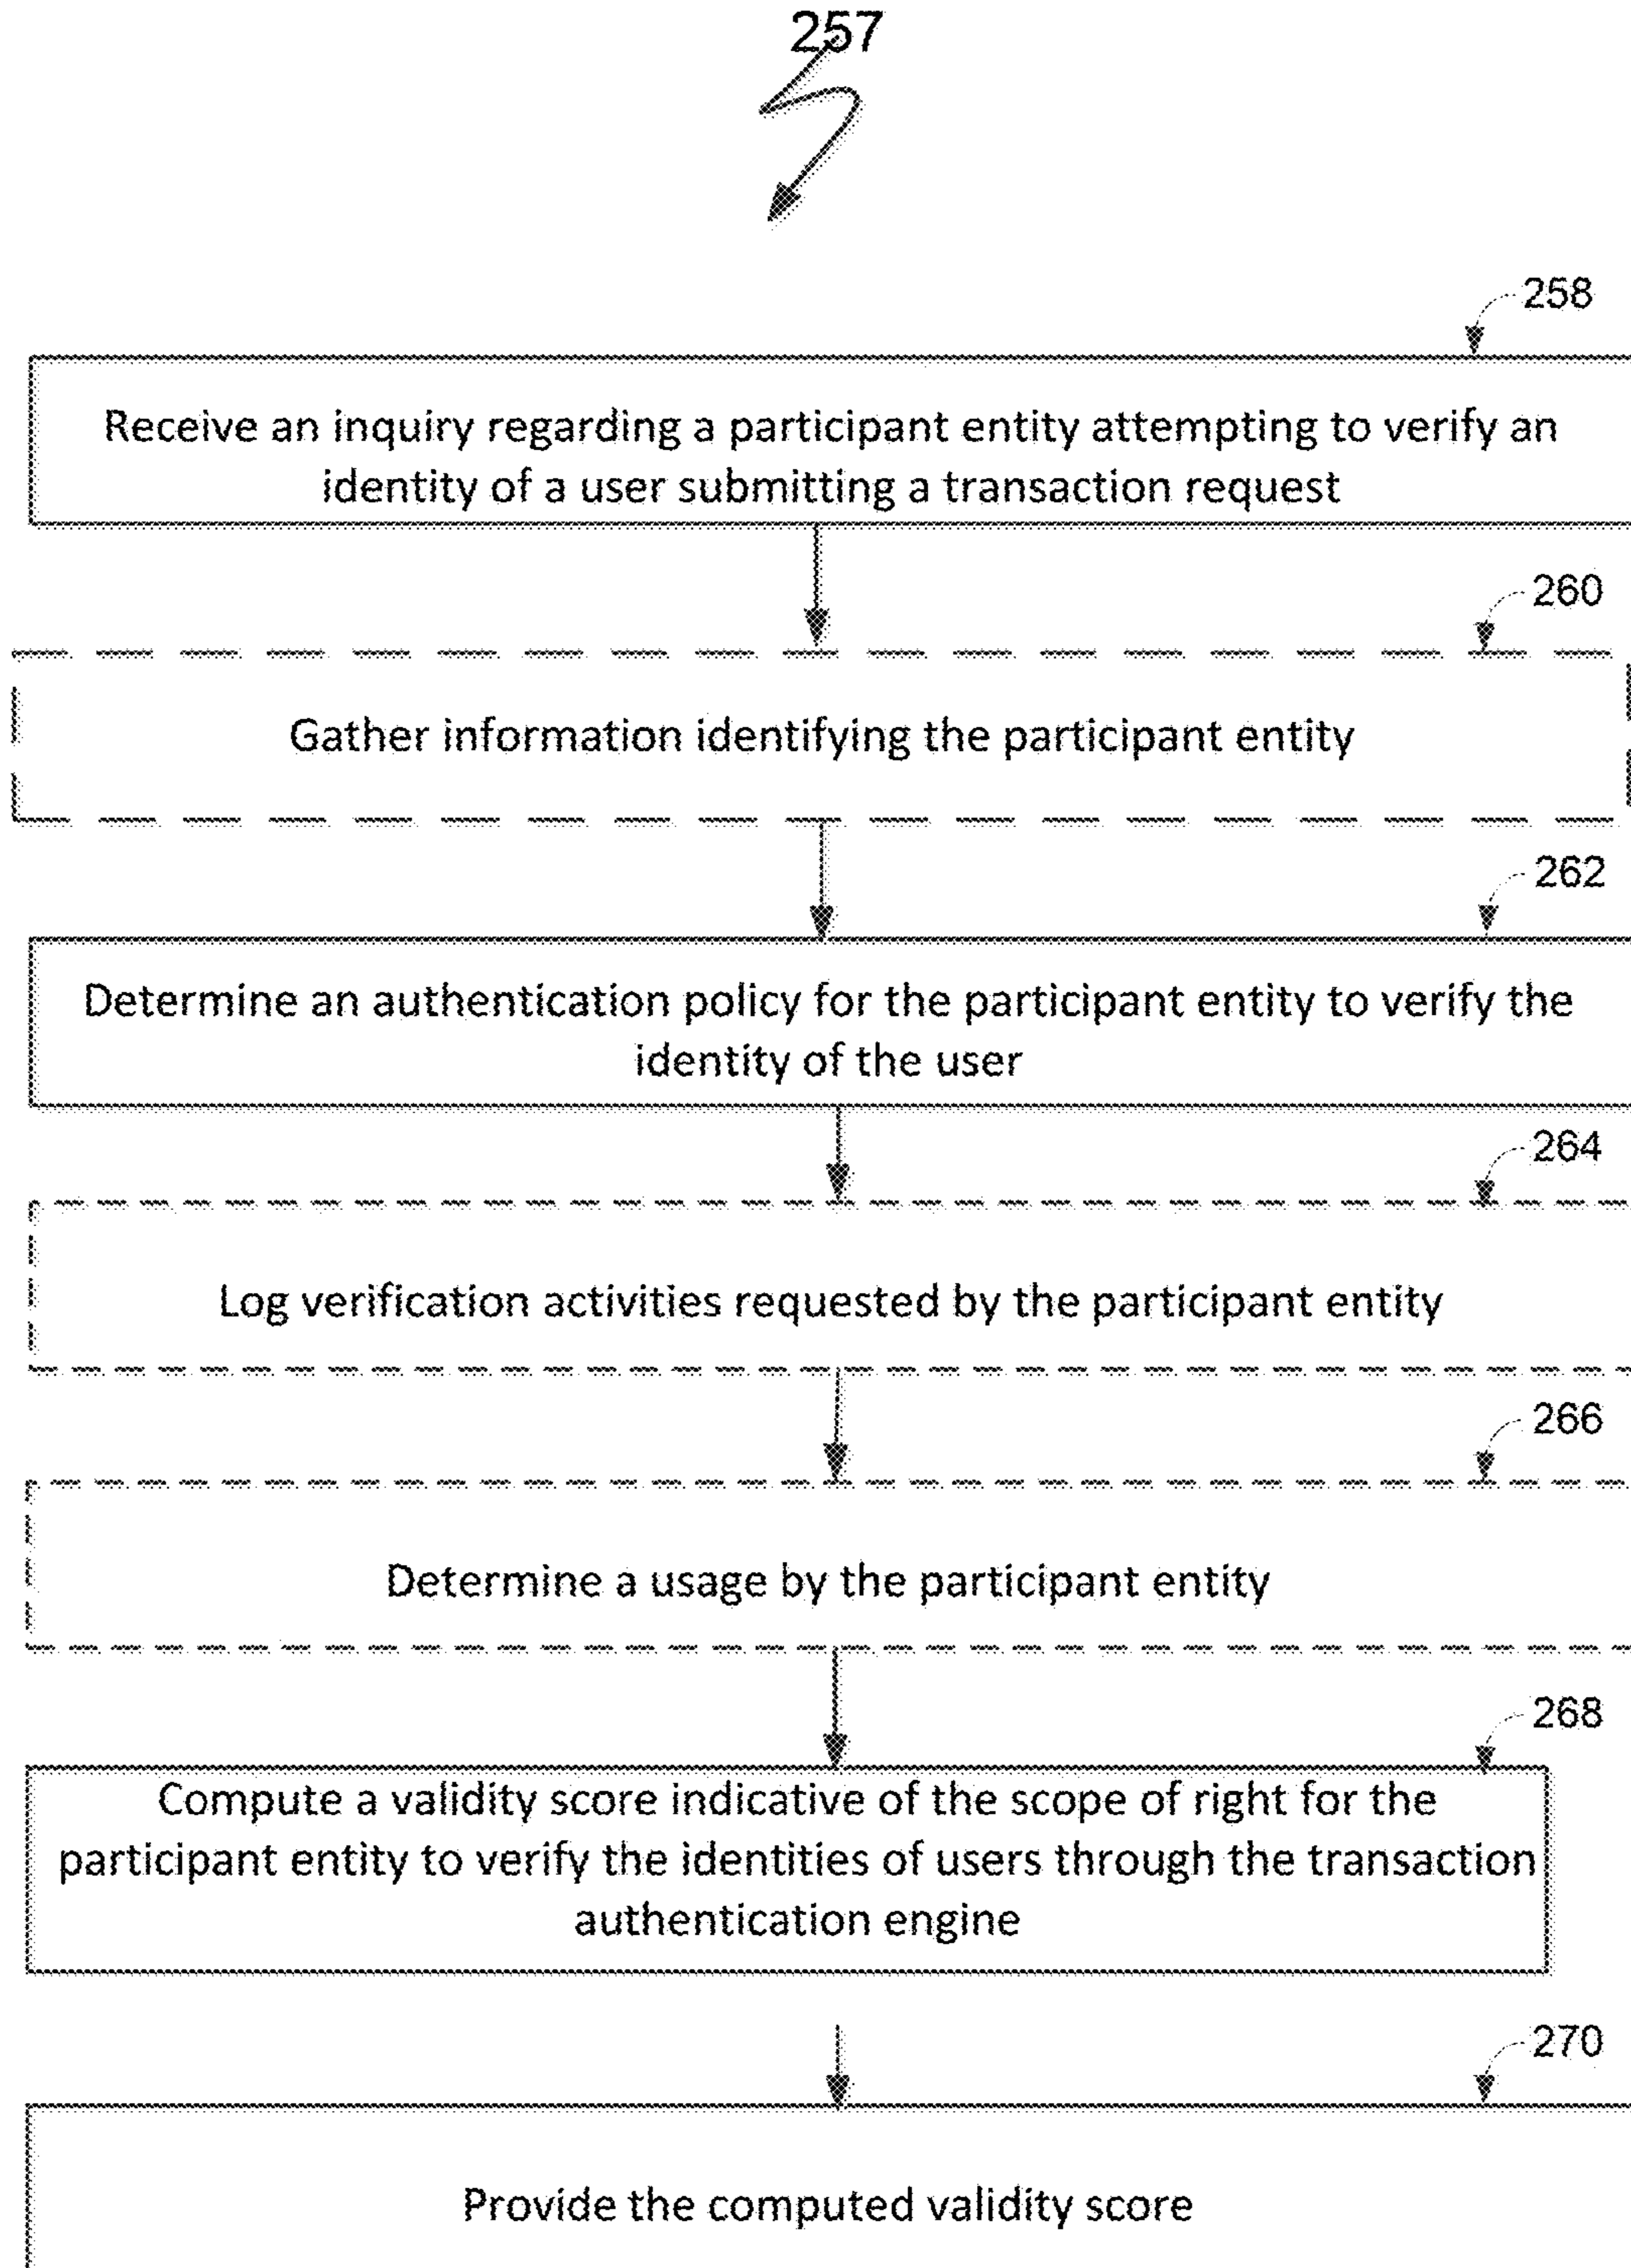 257
258
Receive an inquiry regarding a participant entity attempting to verify an
identity of a user submitting a transaction request
260
Gather information identifying the participant entity
262
Determine an authentication policy for the participant entity to verify the
identity of the user
264
Log verification activities requested by the participant entity
266
Determine a usage by the participant entity
268
Compute a validity score indicative of the scope of right for the
participant entity to verify the identities of users through the transaction
authentication engine
270
Provide the computed validity score